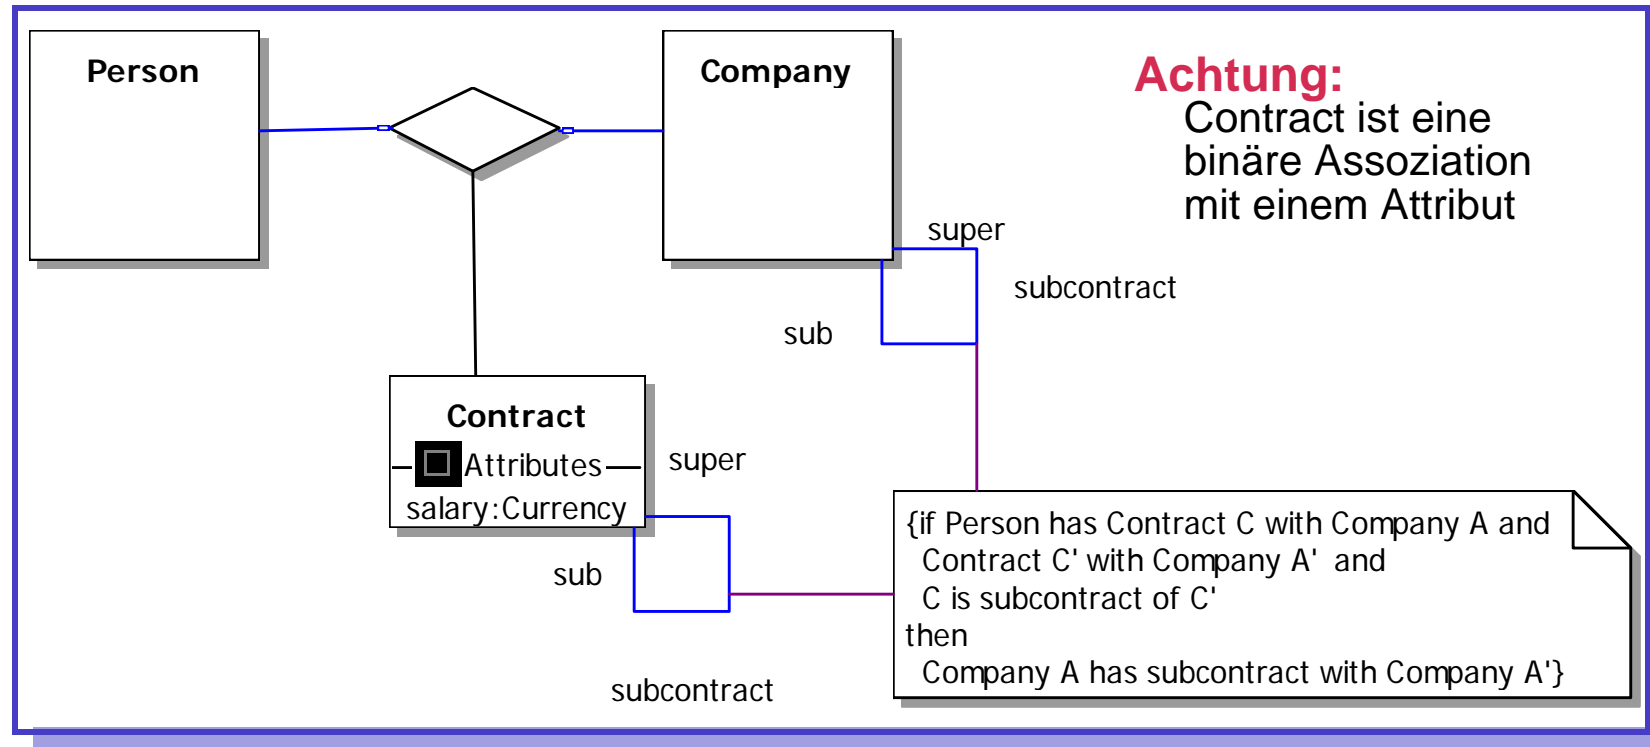 Person
Company
Achtung:
Contract ist eine
binäre Assoziation
mit einem Attribut
super
subcontract
sub
Contract
Attributes
salary:Currency
super
sub
subcontract
{if Person has Contract C with Company A and
Contract C' with Company A' and
C is subcontract of C'
then
Company A has subcontract with Company A'}